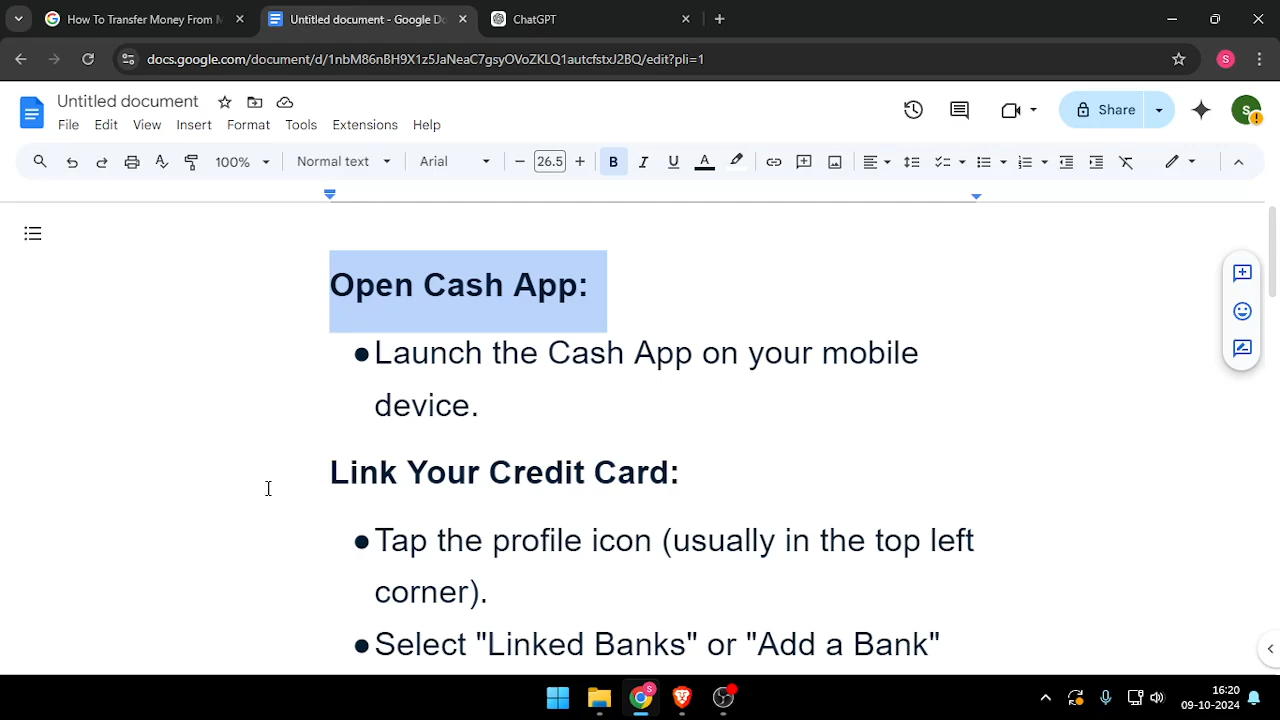 How To Transfer Money From M
Untitled document - Google Do
ChatGPT
docs.google.com/document/d/1nbM86nBH9X1z5JaNeaC7gsyOVoZKLQ1autcfstxJ2BQ/edit?pli=1
S
Untitled document
File Edit View Insert Format Tools Extensions Help
Share
S
100% Normal text Arial 26.5 B I U A
Open Cash App:
●Launch the Cash App on your mobile
device.
Link Your Credit Card:
●Tap the profile icon (usually in the top left
corner).
●Select "Linked Banks" or "Add a Bank"
S
16:20
09-10-2024